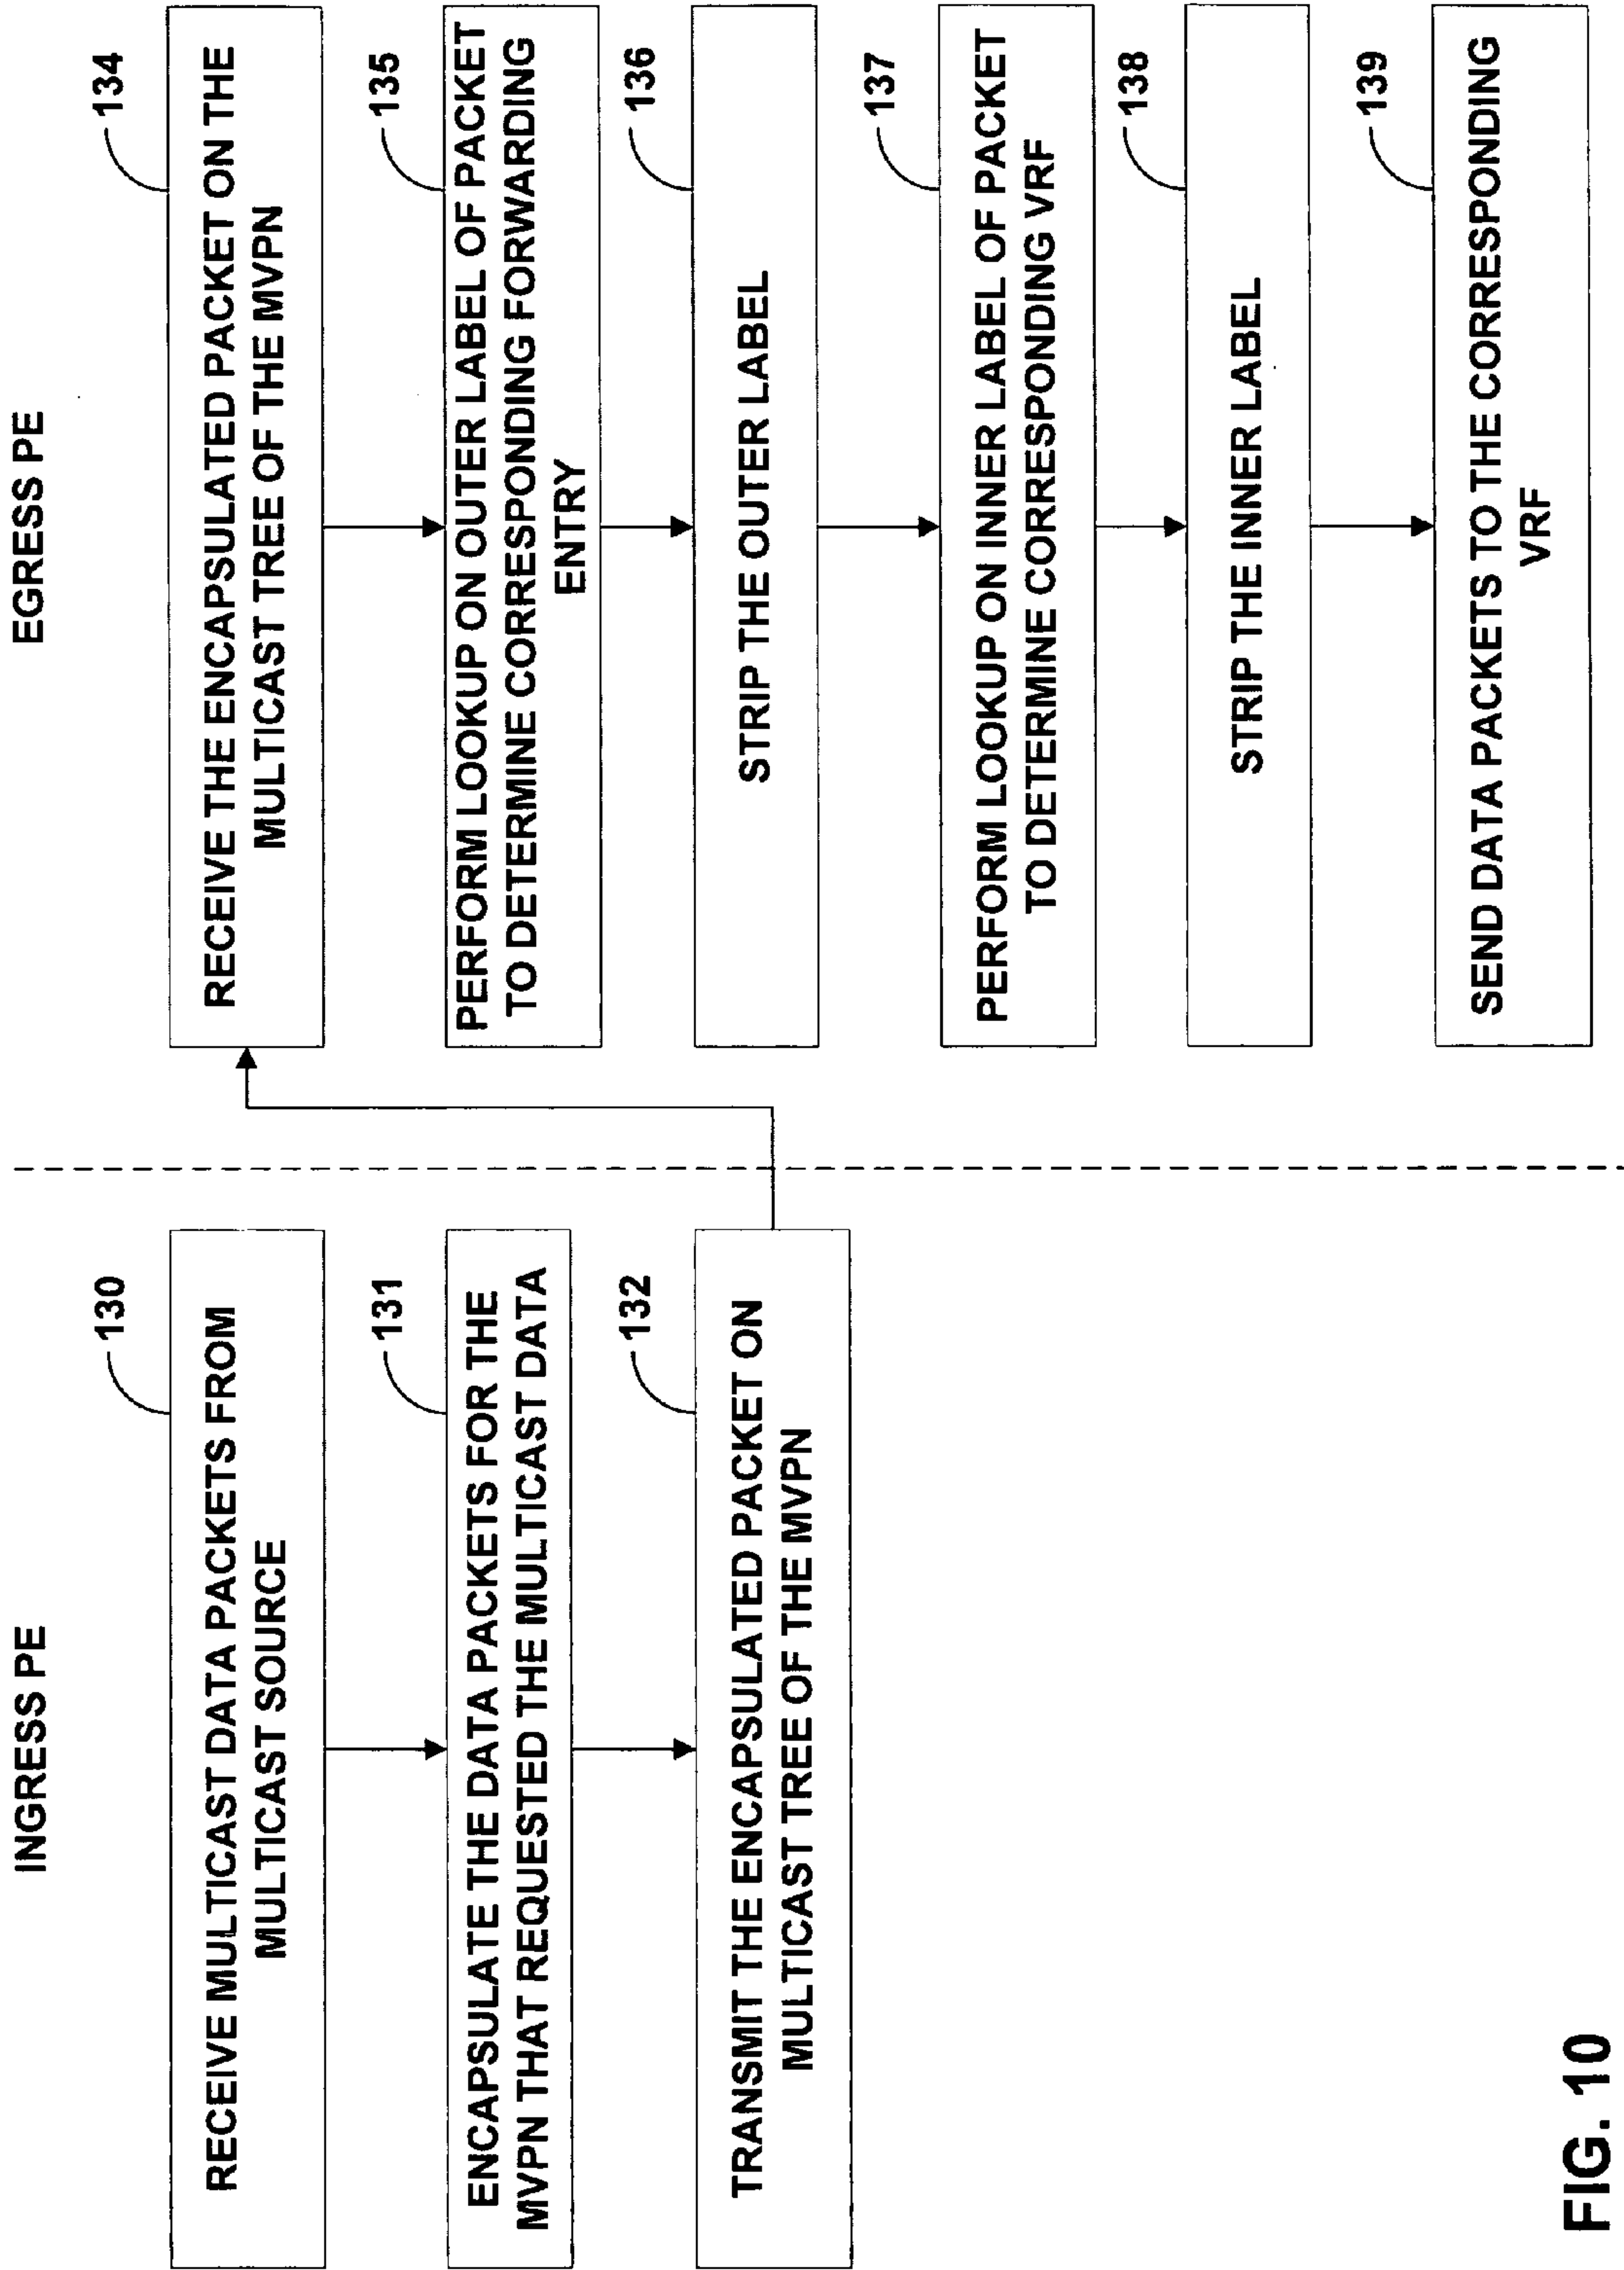 INGRESS PE
130
RECEIVE MULTICAST DATA PACKETS FROM
MULTICAST SOURCE
131
ENCAPSULATE THE DATA PACKETS FOR THE
MVPN THAT REQUESTED THE MULTICAST DATA
132
TRANSMIT THE ENCAPSULATED PACKET ON
MULTICAST TREE OF THE MVPN
EGRESS PE
134
RECEIVE THE ENCAPSULATED PACKET ON THE
MULTICAST TREE OF THE MVPN
135
PERFORM LOOKUP ON OUTER LABEL OF PACKET
TO DETERMINE CORRESPONDING FORWARDING
ENTRY
136
STRIP THE OUTER LABEL
137
PERFORM LOOKUP ON INNER LABEL OF PACKET
TO DETERMINE CORRESPONDING VRF
138
STRIP THE INNER LABEL
139
SEND DATA PACKETS TO THE CORRESPONDING
VRF
FIG. 10